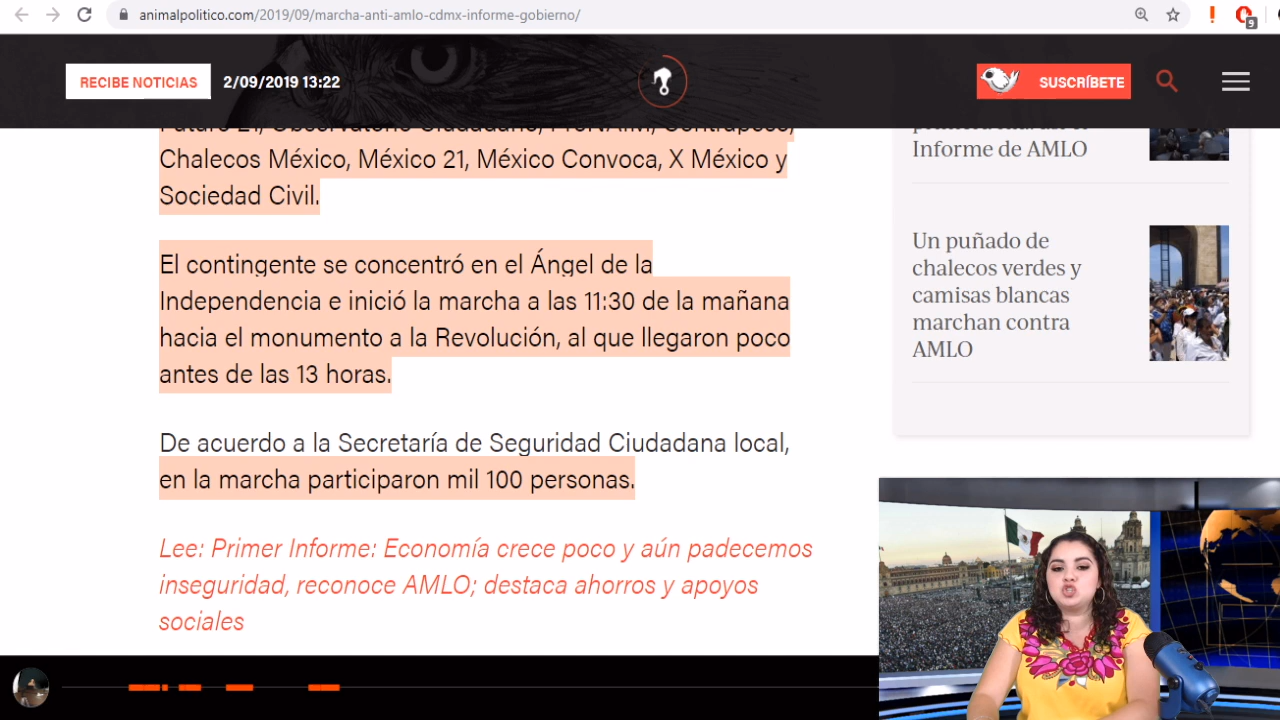 animalpolitico.com/2019/09/marcha-anti-amlo-cdmx-informe-gobierno/
9
RECIBE NOTICIAS
2/09/2019 13:22
SUSCRÍBETE
Futuro 21, Observatorio Ciudadano,
Chalecos México, México 21, México Convoca, X México y
Sociedad Civil.
El contingente se concentró en el Ángel de la
Independencia e inició la marcha a las 11:30 de la mañana
hacia el monumento a la Revolución, al que llegaron poco
antes de las 13 horas.
De acuerdo a la Secretaría de Seguridad Ciudadana local,
en la marcha participaron mil 100 personas.
Lee: Primer Informe: Economía crece poco y aún padecemos
inseguridad, reconoce AMLO; destaca ahorros y apoyos
sociales
Informe de AMLO
Un puñado de
chalecos verdes y
camisas blancas
marchan contra
AMLO